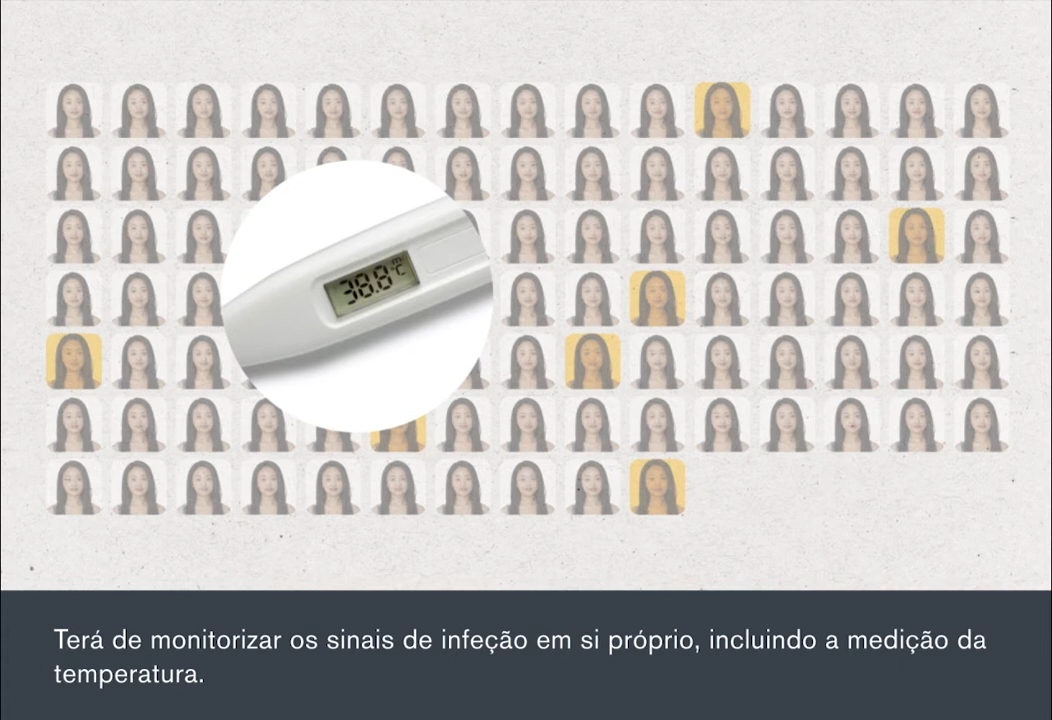 38.8 °C
Terá de monitorizar os sinais de infeção em si próprio, incluindo a medição da
temperatura.